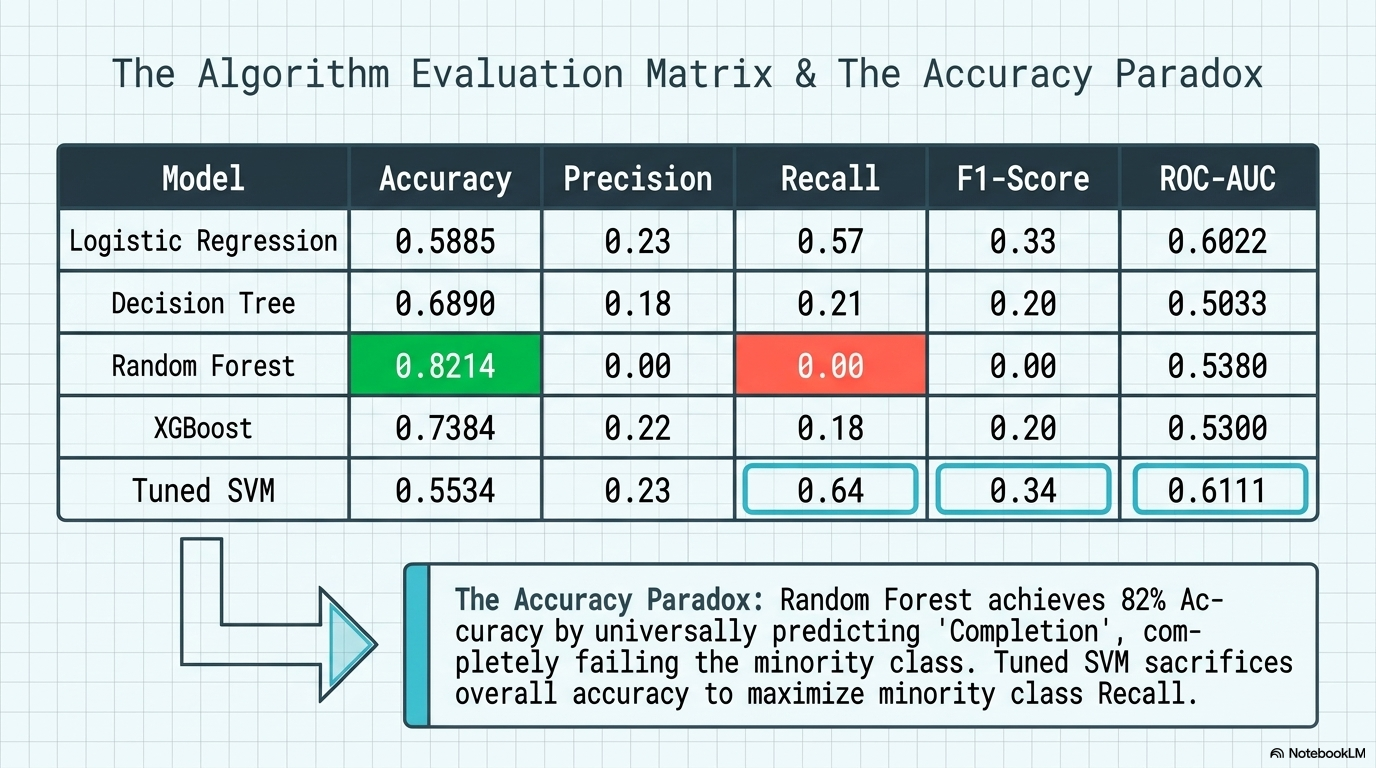 The Algorithm Evaluation Matrix & The Accuracy Paradox
Model Accuracy Precision Recall F1-Score ROC-AUC
Logistic Regression 0.5885 0.23 0.57 0.33 0.6022
Decision Tree 0.6890 0.18 0.21 0.20 0.5033
Random Forest 0.8214 0.00 0.00 0.00 0.5380
XGBoost 0.7384 0.22 0.18 0.20 0.5300
Tuned SVM 0.5534 0.23 0.64 0.34 0.6111
The Accuracy Paradox: Random Forest achieves 82% Ac-
curacy by universally predicting 'Completion', com-
pletely failing the minority class. Tuned SVM sacrifices
overall accuracy to maximize minority class Recall.
NotebookLM